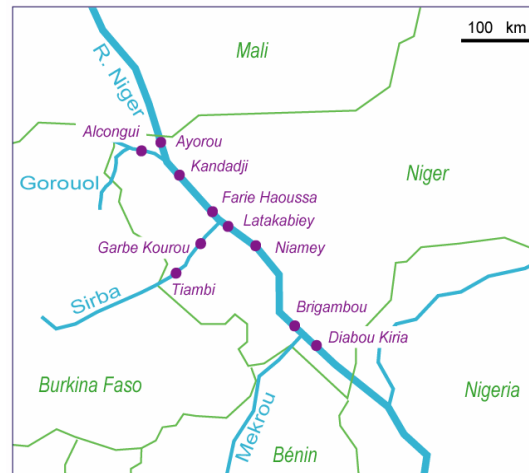 100 km
Mali
R. Niger
Alcongui
Ayorou
Kandadji
Niger
Gorouol
Farie Haoussa
Latakabiey
Garbe Kourou
Niamey
Tiambi
Sirba
Brigambou
Diabou Kiria
Burkina Faso
Nigeria
Mekrou
Bénin